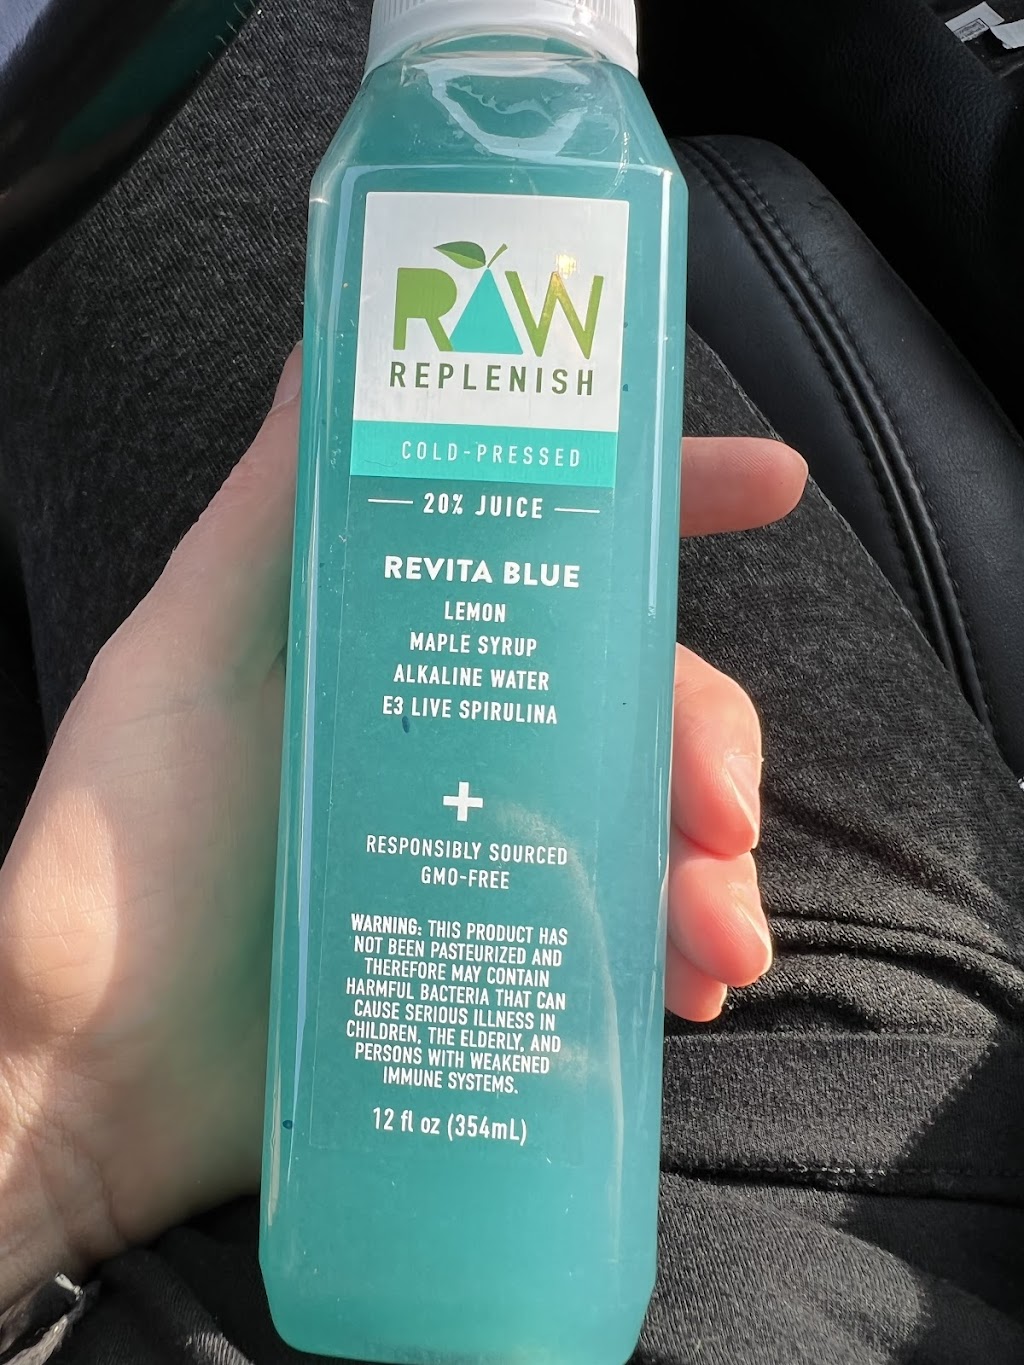 RAW
REPLENISH
COLD-PRESSED
20% JUICE
REVITA BLUE
LEMON
MAPLE SYRUP
ALKALINE WATER
E3 LIVE SPIRULINA
+
RESPONSIBLY SOURCED
GMO-FREE
WARNING: THIS PRODUCT HAS
NOT BEEN PASTEURIZED AND
THEREFORE MAY CONTAIN
HARMFUL BACTERIA THAT CAN
CAUSE SERIOUS ILLNESS IN
CHILDREN, THE ELDERLY, AND
PERSONS WITH WEAKENED
IMMUNE SYSTEMS.
12 fl oz (354mL)